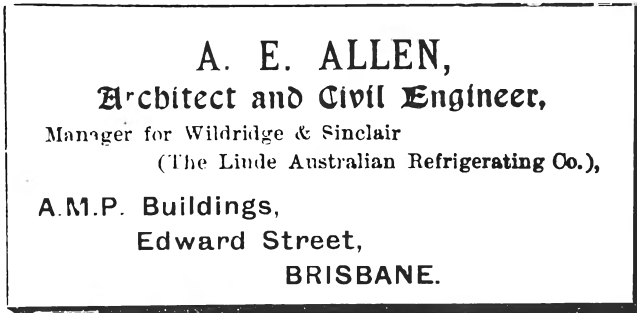 A. E. ALLEN,
Architect and Civil Engineer,
Manager for Wildridge & Sinclair
(The Linde Australian Refrigerating Co.),
A.M.P. Buildings,
Edward Street,
BRISBANE.